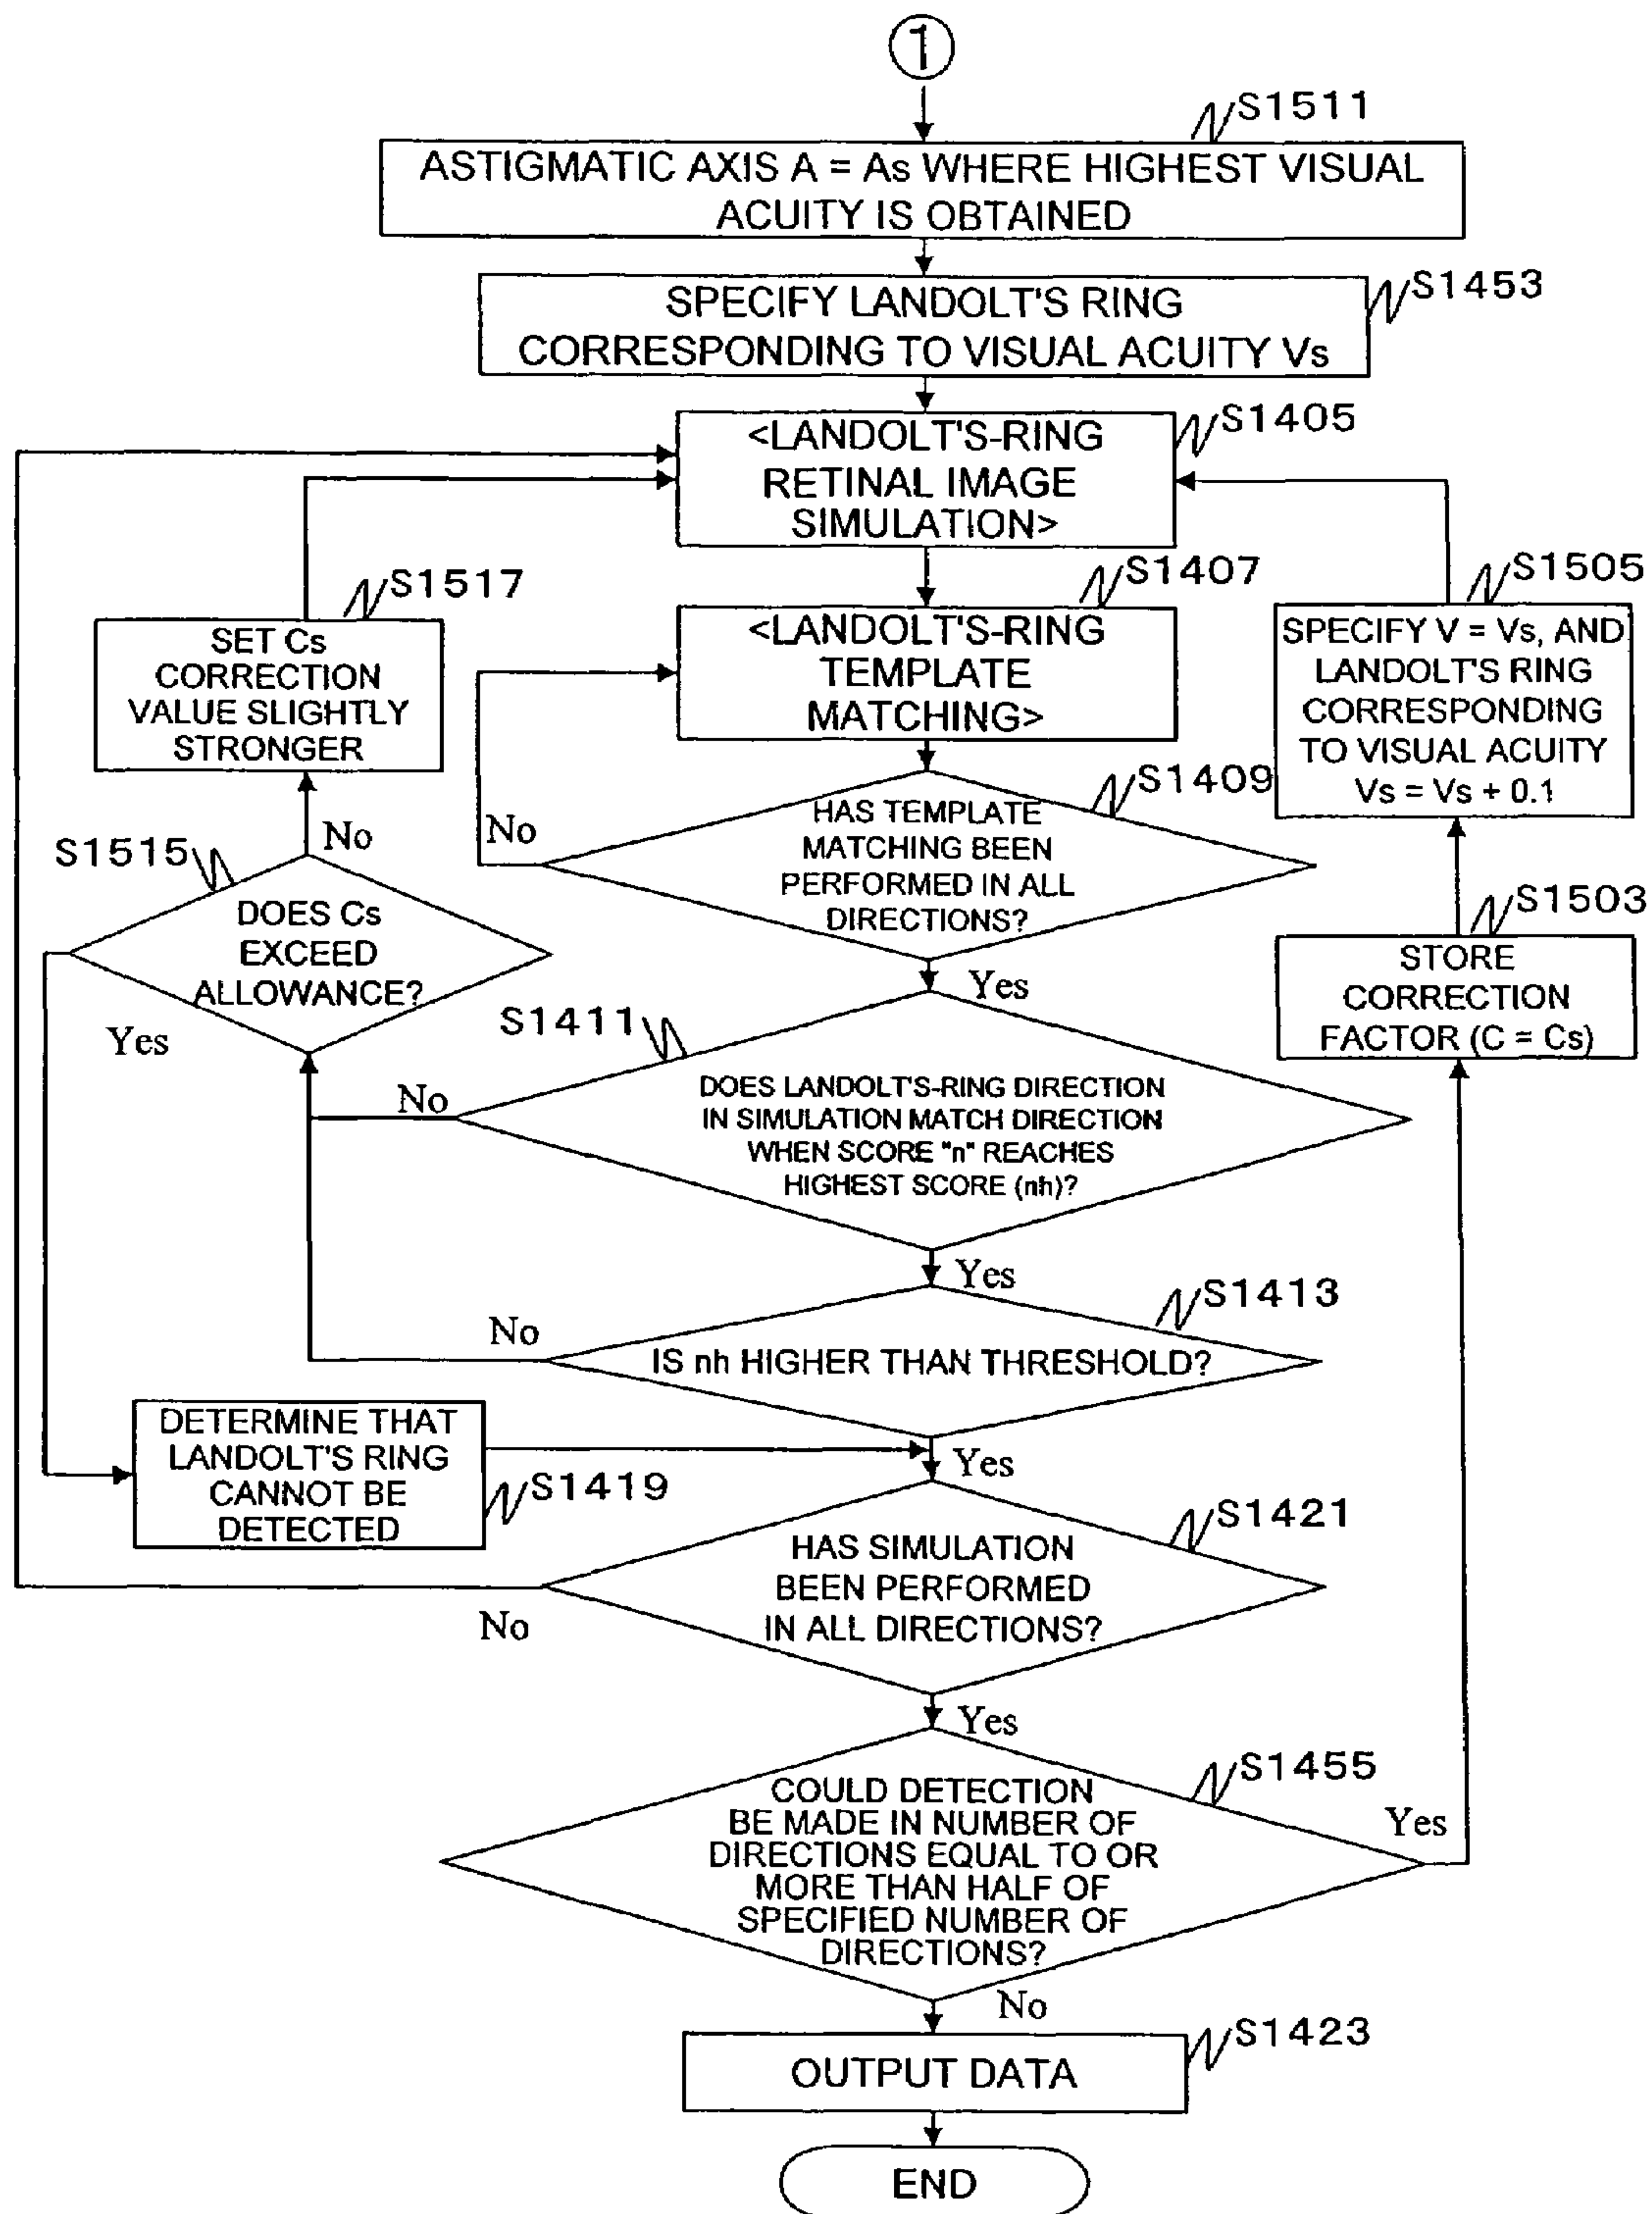 1
S1511
ASTIGMATIC AXIS A = As WHERE HIGHEST VISUAL
ACUITY IS OBTAINED
S1453
SPECIFY LANDOLT'S RING
CORRESPONDING TO VISUAL ACUITY Vs
S1405
<LANDOLT'S-RING
RETINAL IMAGE
SIMULATION>
S1407
<LANDOLT'S-RING
TEMPLATE
MATCHING>
S1517
SET Cs
CORRECTION
VALUE SLIGHTLY
STRONGER
S1505
SPECIFY V = Vs, AND
LANDOLT'S RING
CORRESPONDING
TO VISUAL ACUITY
Vs = Vs + 0.1
S1409
HAS TEMPLATE
MATCHING BEEN
PERFORMED IN ALL
DIRECTIONS?
No
Yes
S1515
No
DOES Cs
EXCEED
ALLOWANCE?
Yes
S1503
STORE
CORRECTION
FACTOR (C = Cs)
S1411
No
DOES LANDOLT'S-RING DIRECTION
IN SIMULATION MATCH DIRECTION
WHEN SCORE "n" REACHES
HIGHEST SCORE (nh)?
Yes
S1413
No
IS nh HIGHER THAN THRESHOLD?
Yes
DETERMINE THAT
LANDOLT'S RING
CANNOT BE
DETECTED
S1419
S1421
HAS SIMULATION
BEEN PERFORMED
IN ALL DIRECTIONS?
No
Yes
S1455
COULD DETECTION
BE MADE IN NUMBER OF
DIRECTIONS EQUAL TO OR
MORE THAN HALF OF
SPECIFIED NUMBER OF
DIRECTIONS?
Yes
No
S1423
OUTPUT DATA
END